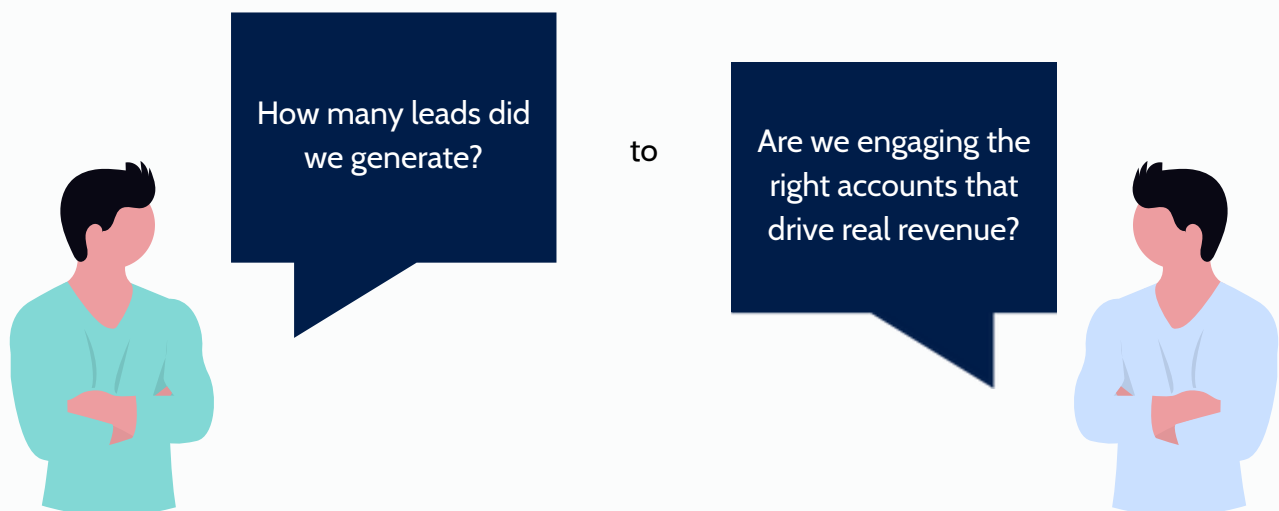 How many leads did
we generate?
to
Are we engaging the
right accounts that
drive real revenue?